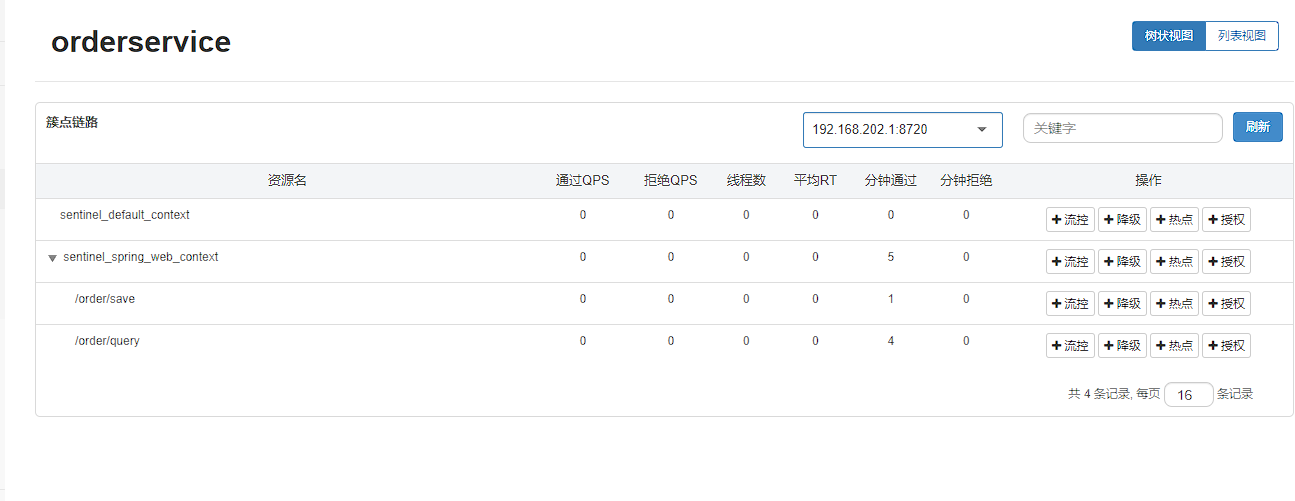 orderservice
树状视图 列表视图
簇点链路 192.168.202.1:8720 关键字 刷新
资源名 通过QPS 拒绝QPS 线程数 平均RT 分钟通过 分钟拒绝 操作
sentinel_default_context 0 0 0 0 0 0 +流控 +降级 +热点 +授权
sentinel_spring_web_context 0 0 0 0 5 0 +流控 +降级 +热点 +授权
/order/save 0 0 0 0 1 0 +流控 +降级 +热点 +授权
/order/query 0 0 0 0 4 0 +流控 +降级 +热点 +授权
共 4 条记录, 每页 16 条记录